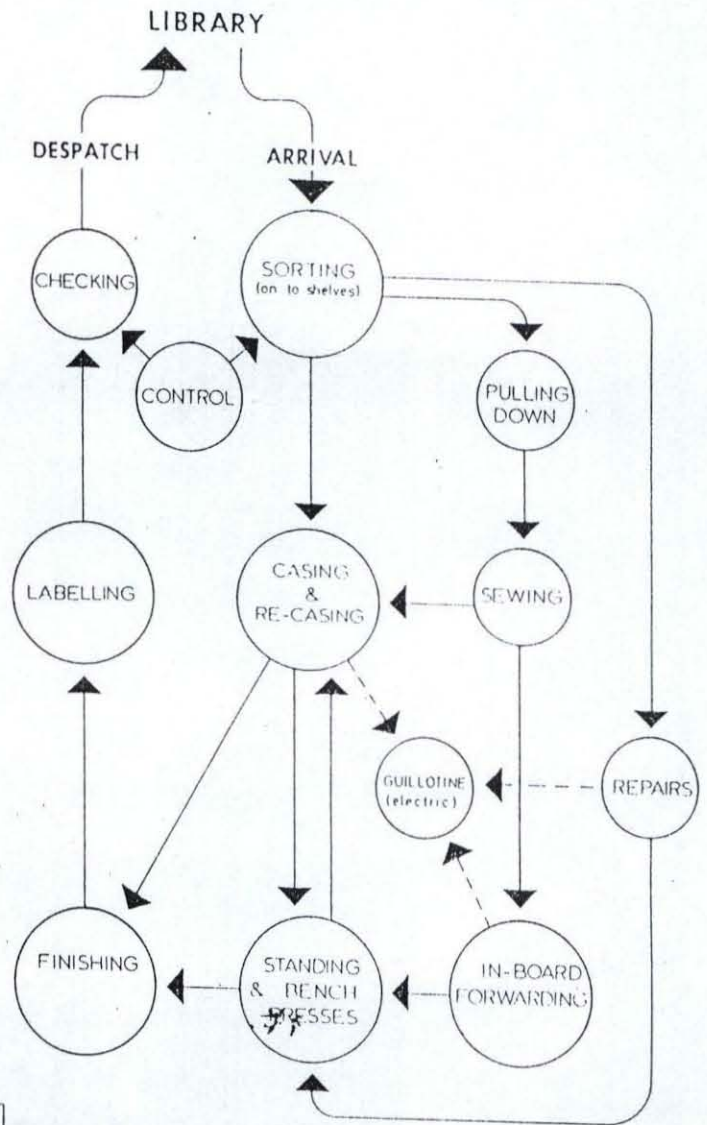 LIBRARY
DESPATCH
ARRIVAL
CHECKING
SORTING
(on to shelves)
CONTROL
PULLING
DOWN
LABELLING
CASING
&
RE-CASING
SEWING
GUILLOTINE
(electric)
REPAIRS
FINISHING
STANDING
& BENCH
PRESSES
IN-BOARD
FORWARDING